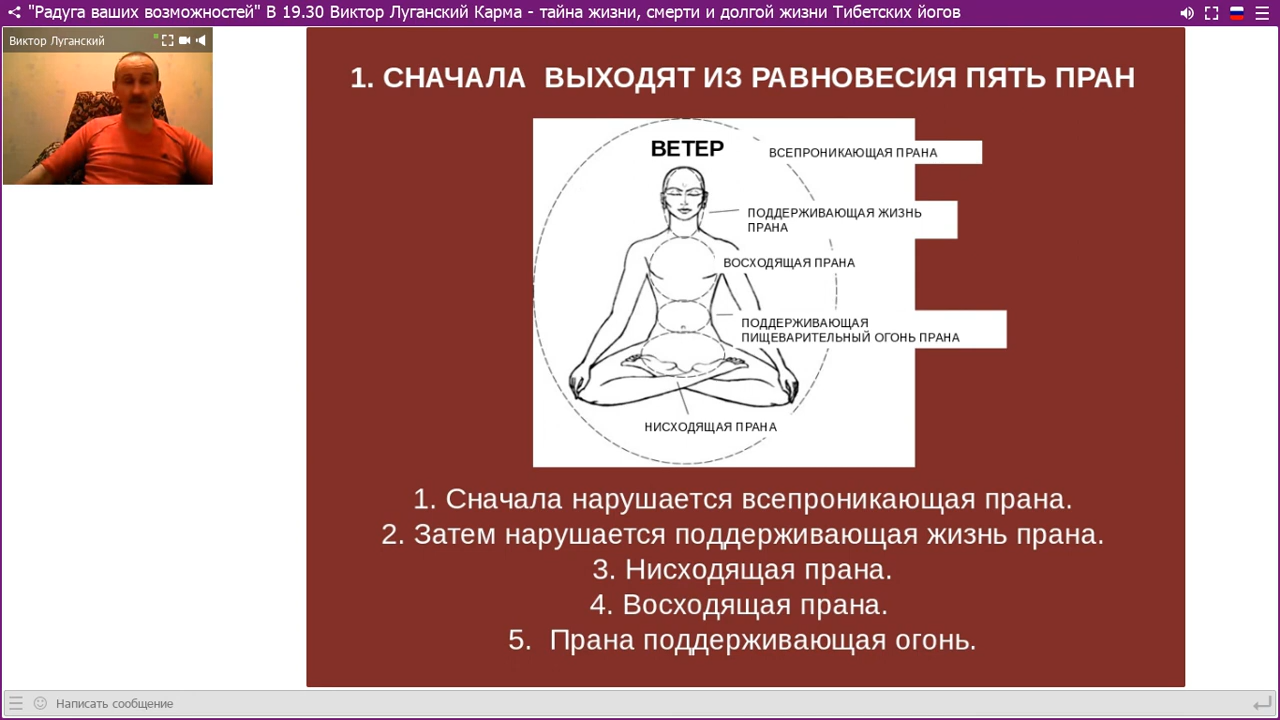 "Радуга ваших возможностей" В 19.30 Виктор Луганский Карма - тайна жизни, смерти и долгой жизни Тибетских йогов
Виктор Луганский
1. СНАЧАЛА ВЫХОДЯТ ИЗ РАВНОВЕСИЯ ПЯТЬ ПРАН
ВЕТЕР
ВСЕПРОНИКАЮЩАЯ ПРАНА
ПОДДЕРЖИВАЮЩАЯ ЖИЗНЬ
ПРАНА
ВОСХОДЯЩАЯ ПРАНА
ПОДДЕРЖИВАЮЩАЯ
ПИЩЕВАРИТЕЛЬНЫЙ ОГОНЬ ПРАНА
НИСХОДЯЩАЯ ПРАНА
1. Сначала нарушается всепроникающая прана.
2. Затем нарушается поддерживающая жизнь прана.
3. Нисходящая прана.
4. Восходящая прана.
5. Прана поддерживающая огонь.
Написать сообщение